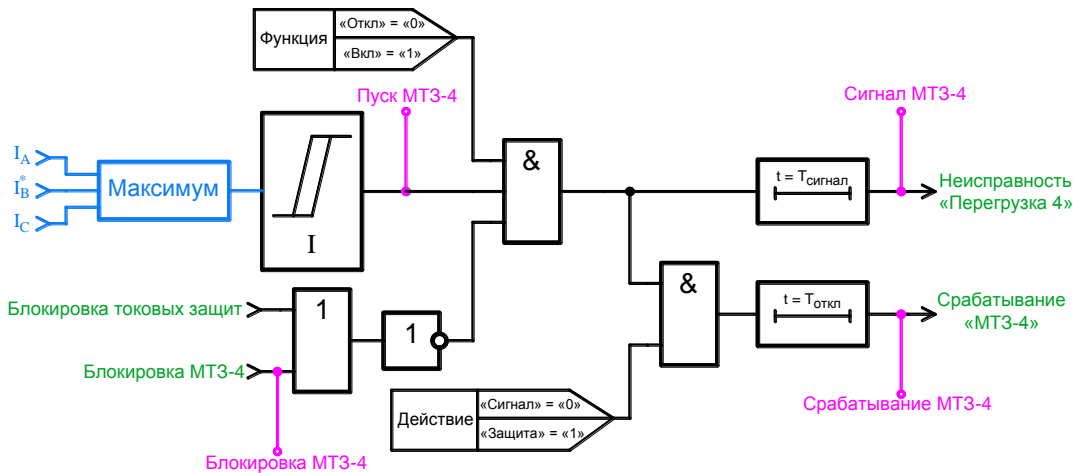 Функция
«Откл» = «0»
«Вкл» = «1»
Пуск МТЗ-4
Сигнал МТЗ-4
I_A
I_B*
I_C
Максимум
I
&
t = Tсигнал
Неисправность
«Перегрузка 4»
Блокировка токовых защит
1
1
Блокировка МТЗ-4
&
t = Tоткл
Срабатывание
«МТЗ-4»
Действие
«Сигнал» = «0»
«Защита» = «1»
Срабатывание МТЗ-4
Блокировка МТЗ-4